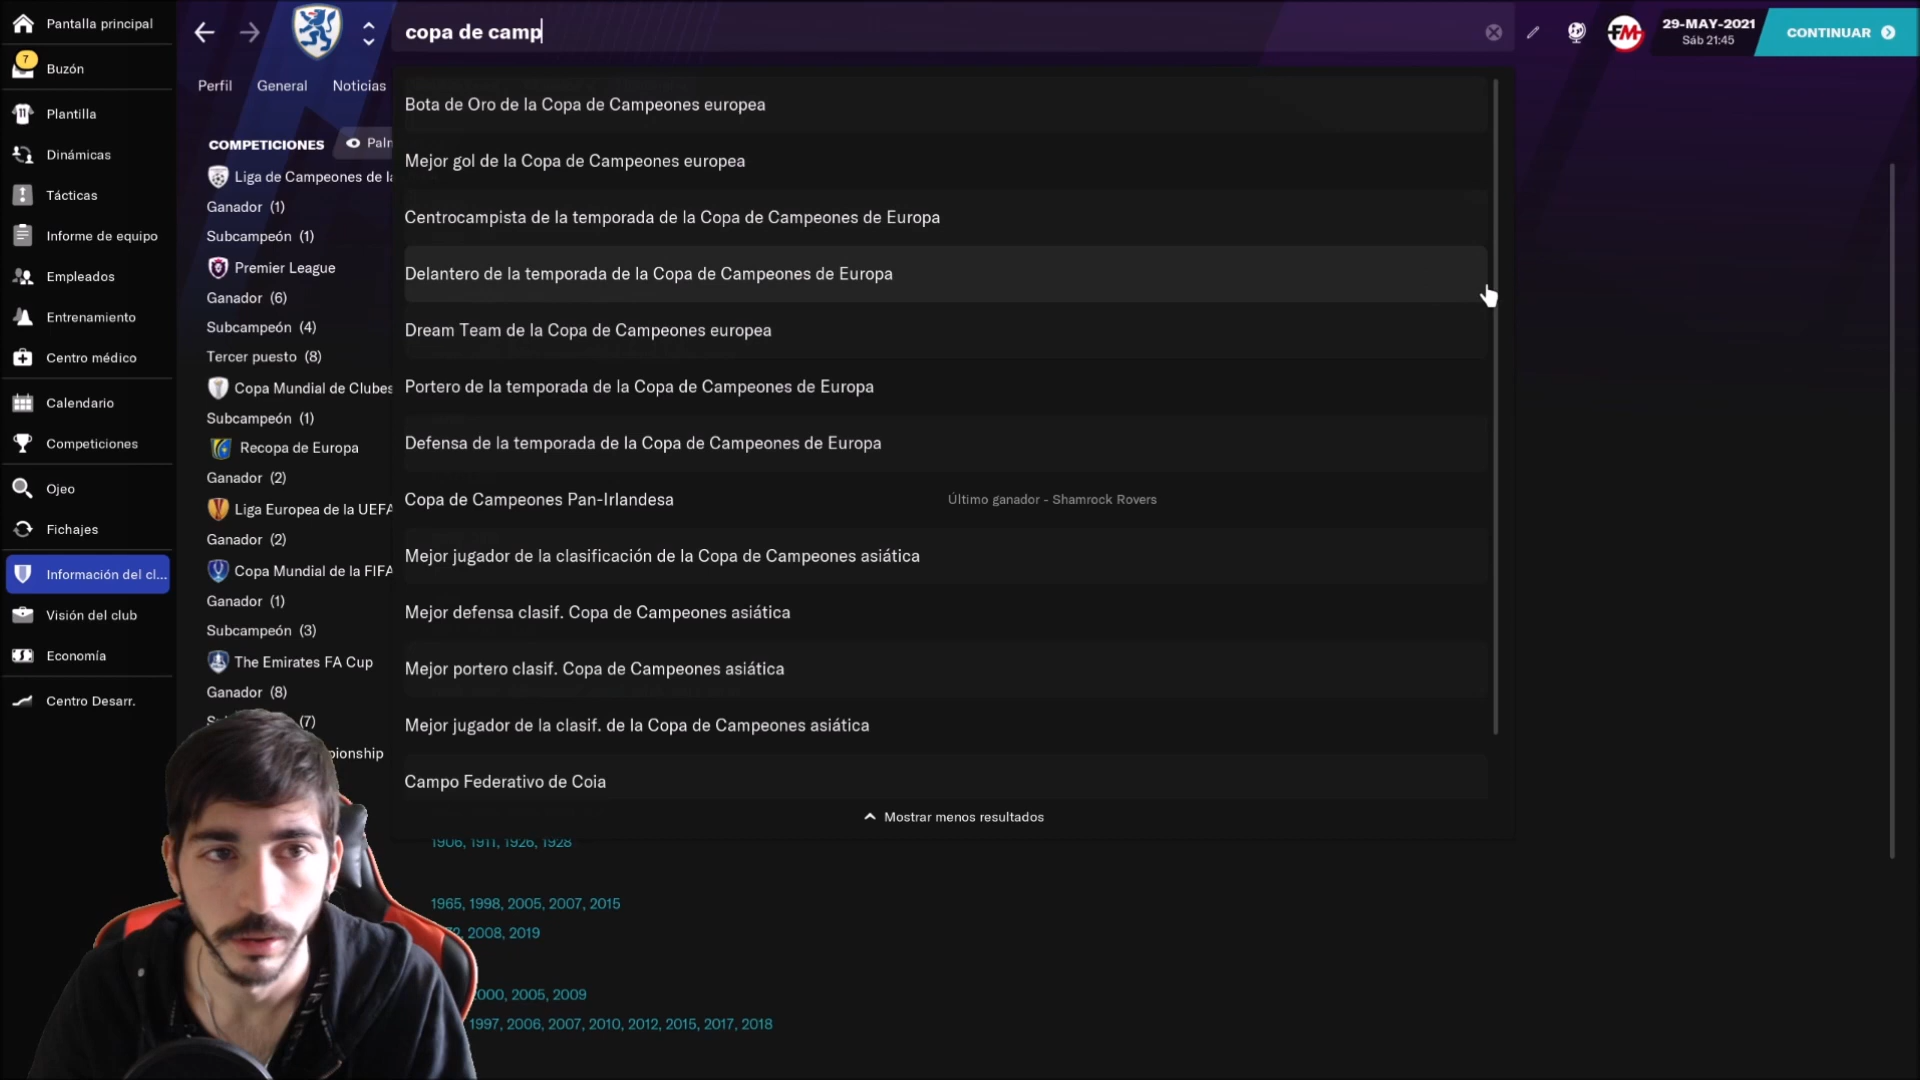 Pantalla principal
7
Buzón
Plantilla
Dinámicas
Tácticas
Informe de equipo
Empleados
Entrenamiento
Centro médico
Calendario
Competiciones
Ojeo
Fichajes
Información del cl...
Visión del club
Economía
Centro Desarr.
copa de camp
FM
29-MAY-2021
Sáb 21:45
CONTINUAR
Perfil
General
Noticias
COMPETICIONES
Liga de Campeones de
Ganador (1)
Subcampeón (1)
Premier League
Ganador (6)
Subcampeón (4)
Tercer puesto (8)
Copa Mundial de Clubes
Subcampeón (1)
Recopa de Europa
Ganador (2)
Liga Europea de la UEFA
Ganador (2)
Copa Mundial de la FIFA
Ganador (1)
Subcampeón (3)
The Emirates FA Cup
Ganador (8)
(7)
pionship
Bota de Oro de la Copa de Campeones europea
Mejor gol de la Copa de Campeones europea
Centrocampista de la temporada de la Copa de Campeones de Europa
Delantero de la temporada de la Copa de Campeones de Europa
Dream Team de la Copa de Campeones europea
Portero de la temporada de la Copa de Campeones de Europa
Defensa de la temporada de la Copa de Campeones de Europa
Copa de Campeones Pan-Irlandesa
Último ganador - Shamrock Rovers
Mejor jugador de la clasificación de la Copa de Campeones asiática
Mejor defensa clasif. Copa de Campeones asiática
Mejor portero clasif. Copa de Campeones asiática
Mejor jugador de la clasif. de la Copa de Campeones asiática
Campo Federativo de Coia
Mostrar menos resultados
1906, 1911, 1926, 1928
1965, 1998, 2005, 2007, 2015
2008, 2019
2000, 2005, 2009
1997, 2006, 2007, 2010, 2012, 2015, 2017, 2018